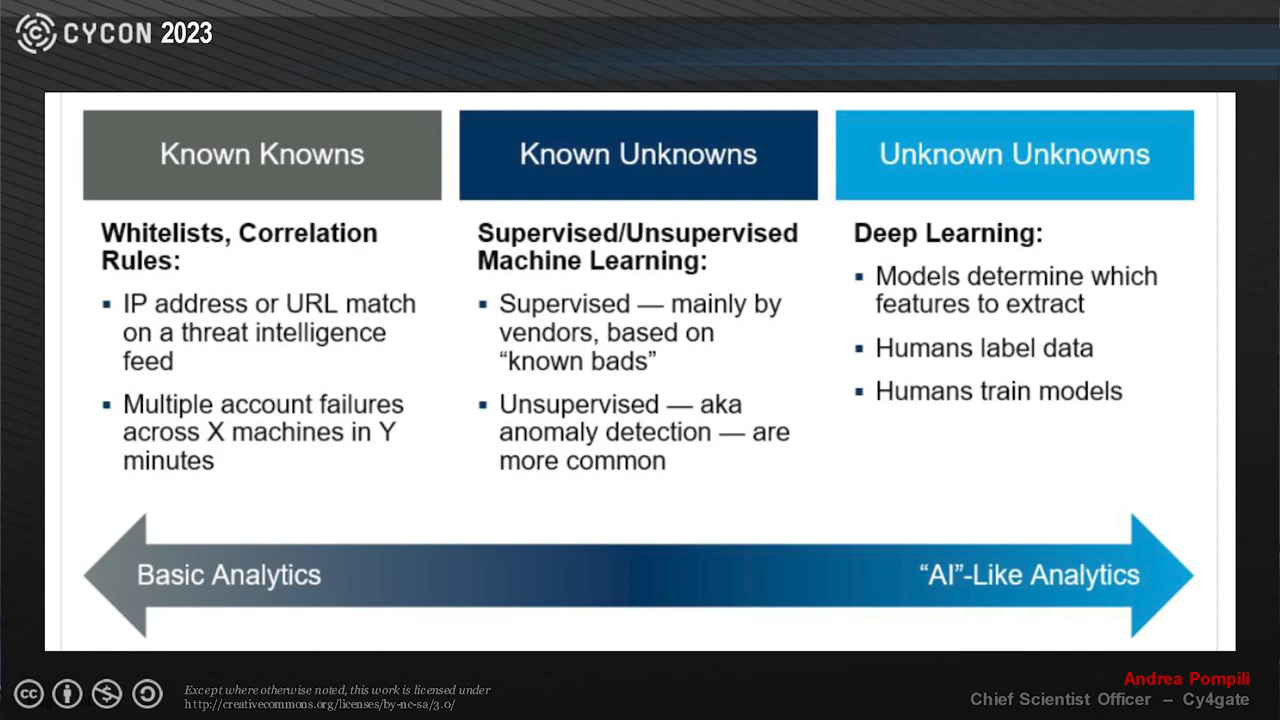 CYCON 2023
Known Knowns
Whitelists, Correlation
Rules:
▪ IP address or URL match
on a threat intelligence
feed
▪ Multiple account failures
across X machines in Y
minutes
Known Unknowns
Supervised/Unsupervised
Machine Learning:
▪ Supervised — mainly by
vendors, based on
“known bads”
▪ Unsupervised — aka
anomaly detection — are
more common
Unknown Unknowns
Deep Learning:
▪ Models determine which
features to extract
▪ Humans label data
▪ Humans train models
Basic Analytics
“AI”-Like Analytics
cc
Except where otherwise noted, this work is licensed under
http://creativecommons.org/licenses/by-nc-sa/3.0/
Andrea Pompili
Chief Scientist Officer – Cy4gate